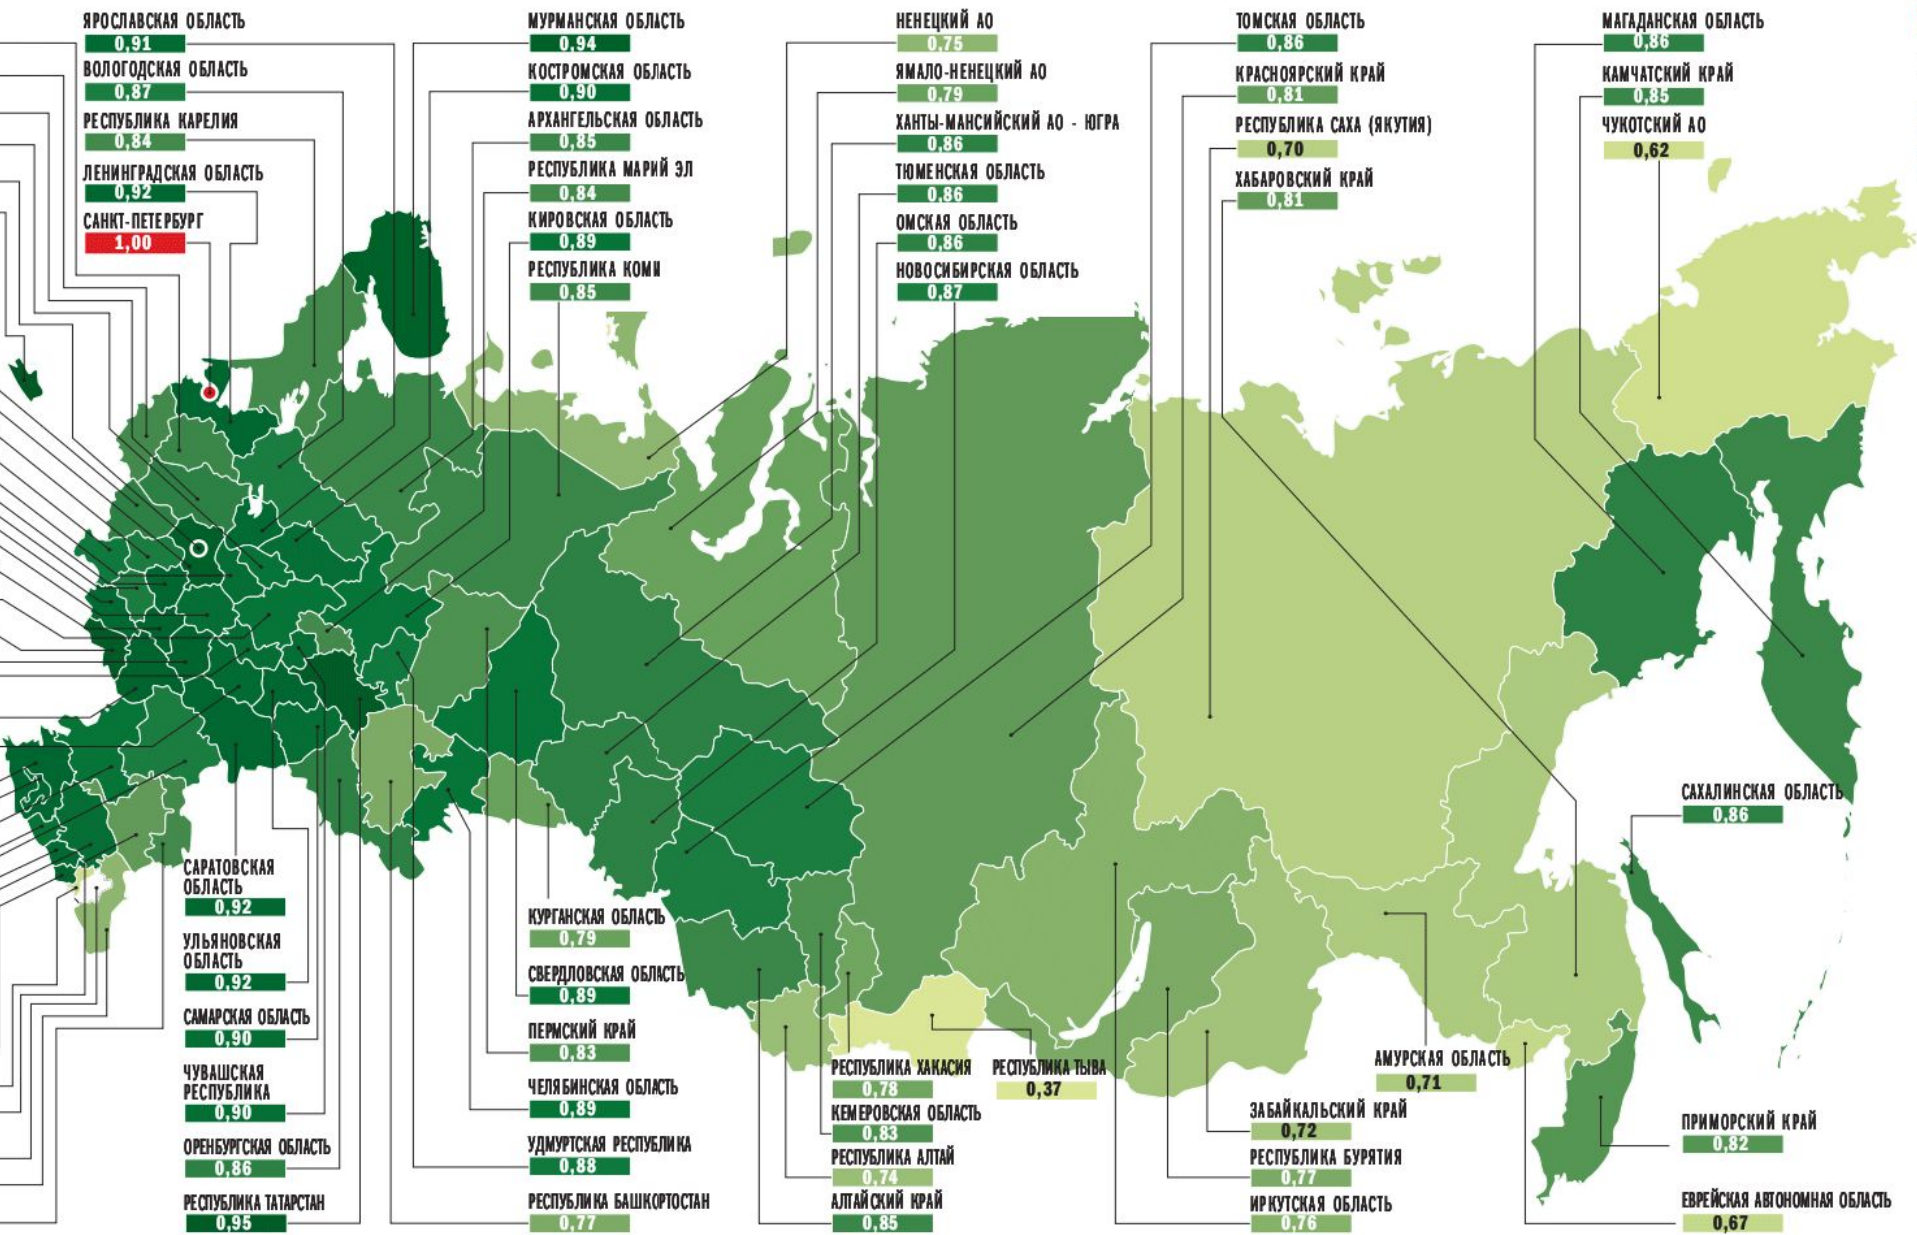 ЯРОСЛАВСКАЯ ОБЛАСТЬ
0,91
ВОЛОГОДСКАЯ ОБЛАСТЬ
0,87
РЕСПУБЛИКА КАРЕЛИЯ
0,84
ЛЕНИНГРАДСКАЯ ОБЛАСТЬ
0,92
САНКТ-ПЕТЕРБУРГ
1,00
МУРМАНСКАЯ ОБЛАСТЬ
0,94
КОСТРОМСКАЯ ОБЛАСТЬ
0,90
АРХАНГЕЛЬСКАЯ ОБЛАСТЬ
0,85
РЕСПУБЛИКА МАРИЙ ЭЛ
0,84
КИРОВСКАЯ ОБЛАСТЬ
0,89
РЕСПУБЛИКА КОМИ
0,85
НЕНЕЦКИЙ АО
0,75
ЯМАЛО-НЕНЕЦКИЙ АО
0,79
ХАНТЫ-МАНСИЙСКИЙ АО - ЮГРА
0,86
ТЮМЕНСКАЯ ОБЛАСТЬ
0,86
ОМСКАЯ ОБЛАСТЬ
0,86
НОВОСИБИРСКАЯ ОБЛАСТЬ
0,87
ТОМСКАЯ ОБЛАСТЬ
0,86
КРАСНОЯРСКИЙ КРАЙ
0,81
РЕСПУБЛИКА САХА (ЯКУТИЯ)
0,70
ХАБАРОВСКИЙ КРАЙ
0,81
МАГАДАНСКАЯ ОБЛАСТЬ
0,86
КАМЧАТСКИЙ КРАЙ
0,85
ЧУКОТСКИЙ АО
0,62
САРАТОВСКАЯ
ОБЛАСТЬ
0,92
УЛЬЯНОВСКАЯ
ОБЛАСТЬ
0,92
САМАРСКАЯ ОБЛАСТЬ
0,90
ЧУВАШСКАЯ
РЕСПУБЛИКА
0,90
ОРЕНБУРГСКАЯ ОБЛАСТЬ
0,86
РЕСПУБЛИКА ТАТАРСТАН
0,95
КУРГАНСКАЯ ОБЛАСТЬ
0,79
СВЕРДЛОВСКАЯ ОБЛАСТЬ
0,89
ПЕРМСКИЙ КРАЙ
0,83
ЧЕЛЯБИНСКАЯ ОБЛАСТЬ
0,89
УДМУРТСКАЯ РЕСПУБЛИКА
0,88
РЕСПУБЛИКА БАШКОРТОСТАН
0,77
РЕСПУБЛИКА ХАКАСИЯ
0,78
КЕМЕРОВСКАЯ ОБЛАСТЬ
0,83
РЕСПУБЛИКА АЛТАЙ
0,74
АЛТАЙСКИЙ КРАЙ
0,85
РЕСПУБЛИКА ТЫВА
0,37
ЗАБАЙКАЛЬСКИЙ КРАЙ
0,72
РЕСПУБЛИКА БУРЯТИЯ
0,77
ИРКУТСКАЯ ОБЛАСТЬ
0,76
АМУРСКАЯ ОБЛАСТЬ
0,71
САХАЛИНСКАЯ ОБЛАСТЬ
0,86
ПРИМОРСКИЙ КРАЙ
0,82
ЕВРЕЙСКАЯ АВТОНОМНАЯ ОБЛАСТЬ
0,67